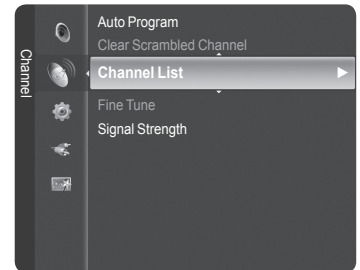 Channel
Auto Program
Clear Scrambled Channel
Channel List
Fine Tune
Signal Strength